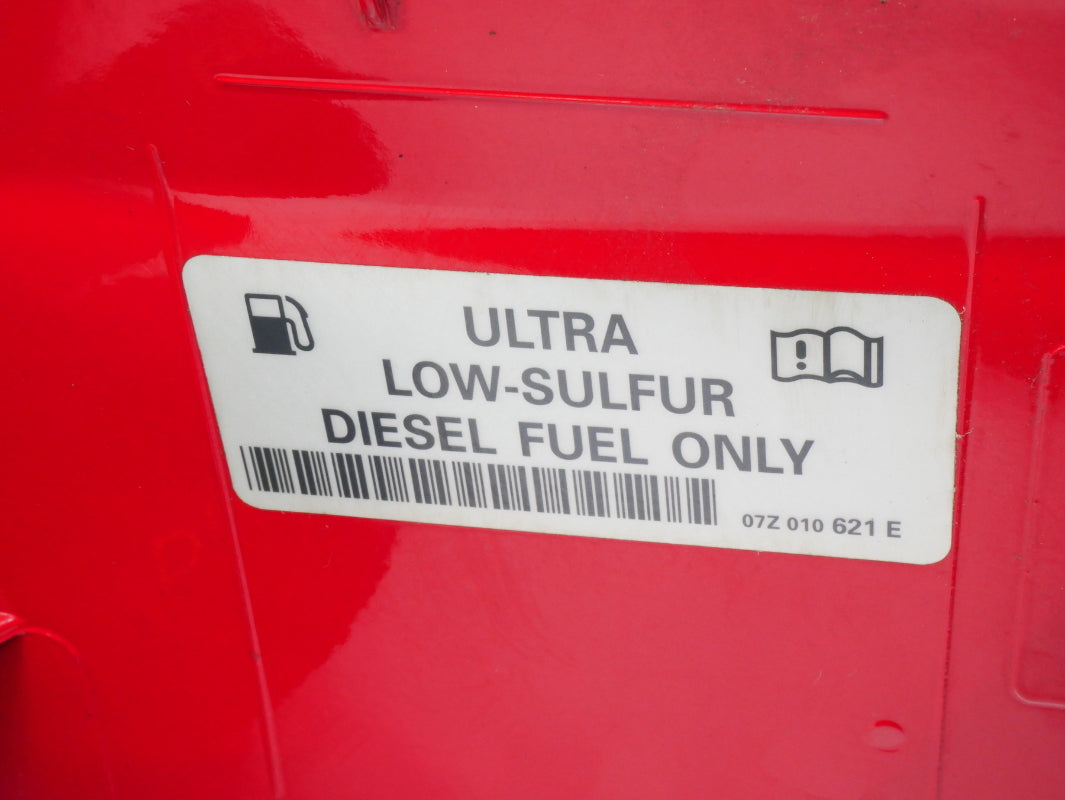 ULTRA
LOW-SULFUR
DIESEL FUEL ONLY
07Z 010 621 E